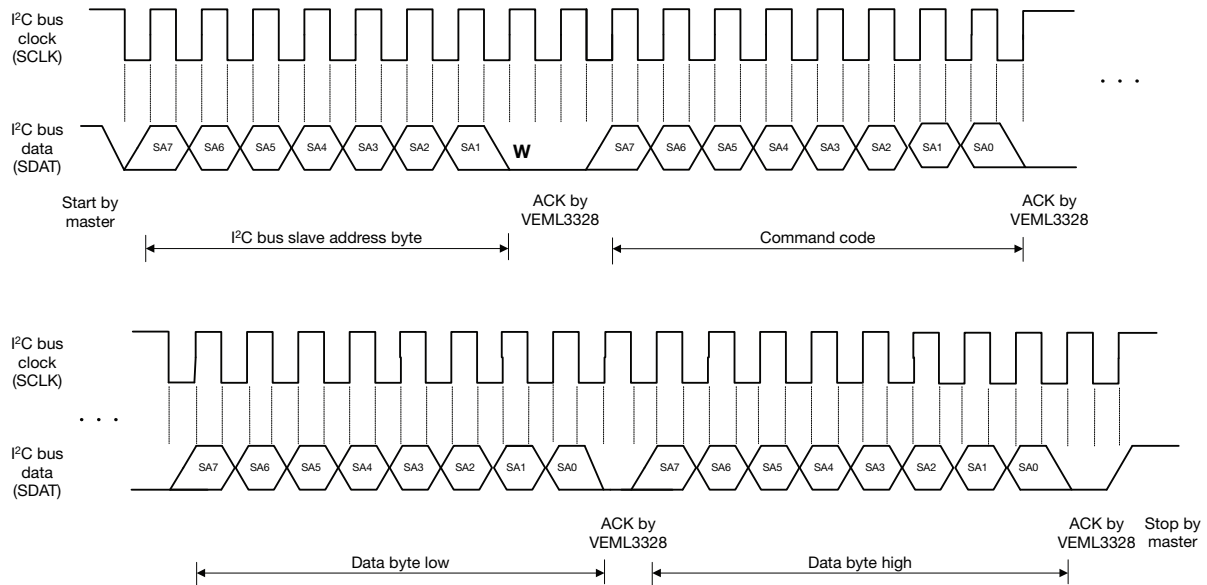 I²C bus clock (SCLK)
. . .
I²C bus data (SDAT)
SA7 SA6 SA5 SA4 SA3 SA2 SA1 W SA7 SA6 SA5 SA4 SA3 SA2 SA1 SA0
Start by master
ACK by VEML3328
ACK by VEML3328
I²C bus slave address byte
Command code
I²C bus clock (SCLK)
. . .
I²C bus data (SDAT)
SA7 SA6 SA5 SA4 SA3 SA2 SA1 SA0 SA7 SA6 SA5 SA4 SA3 SA2 SA1 SA0
ACK by VEML3328
ACK by VEML3328
Stop by master
Data byte low
Data byte high